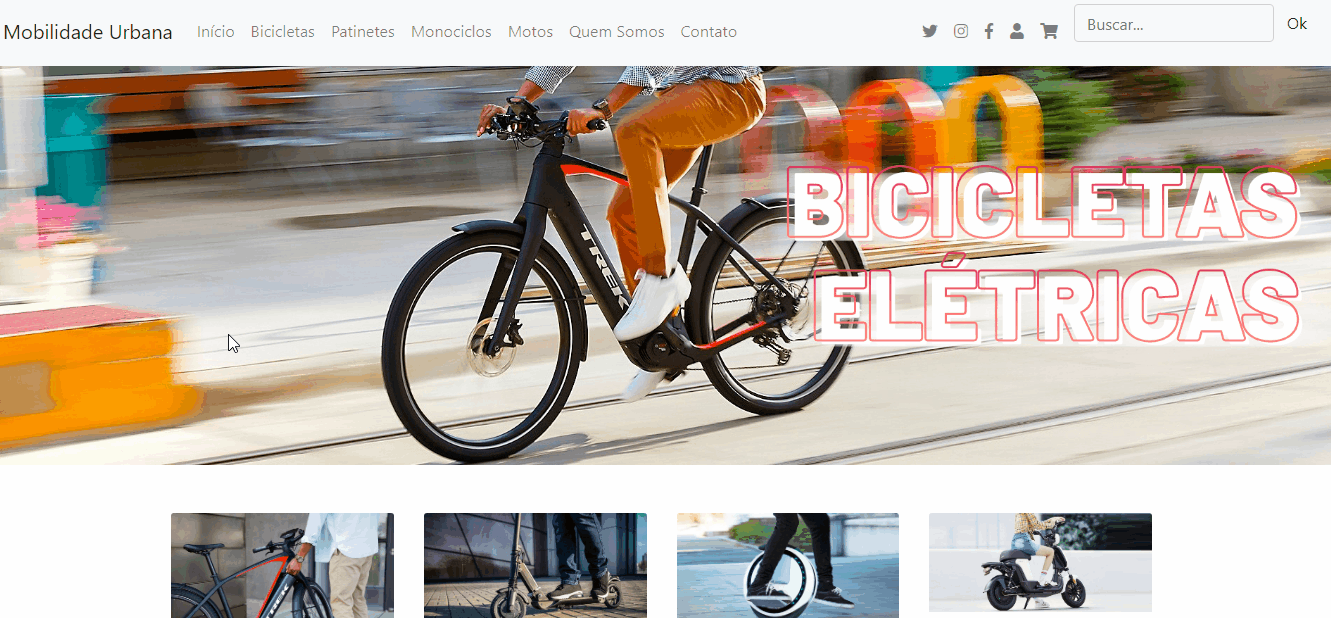 Mobilidade Urbana Início Bicicletas Patinetes Monociclos Motos Quem Somos Contato Buscar... Ok
BICICLETAS
ELÉTRICAS
TREK
TREK